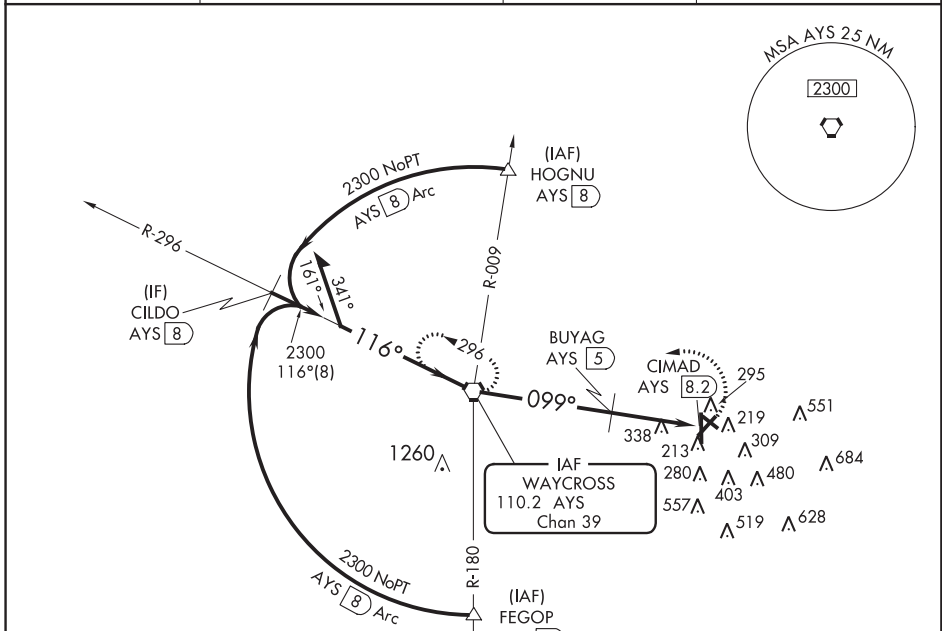 MSA AYS 25 NM
2300
(IAF)
HOGNU
AYS 8
2300 NoPT
AYS 8 Arc
R-296
R-009
(IF)
CILDO
AYS 8
161°
341°
2300
116°(8)
116°
296
BUYAG
AYS 5
CIMAD
AYS 8.2
295
099°
219
551
338
213
309
1260
280
403
480
684
557
519
628
IAF
WAYCROSS
110.2 AYS
Chan 39
R-180
2300 NoPT
AYS 8 Arc
(IAF)
FEGOP